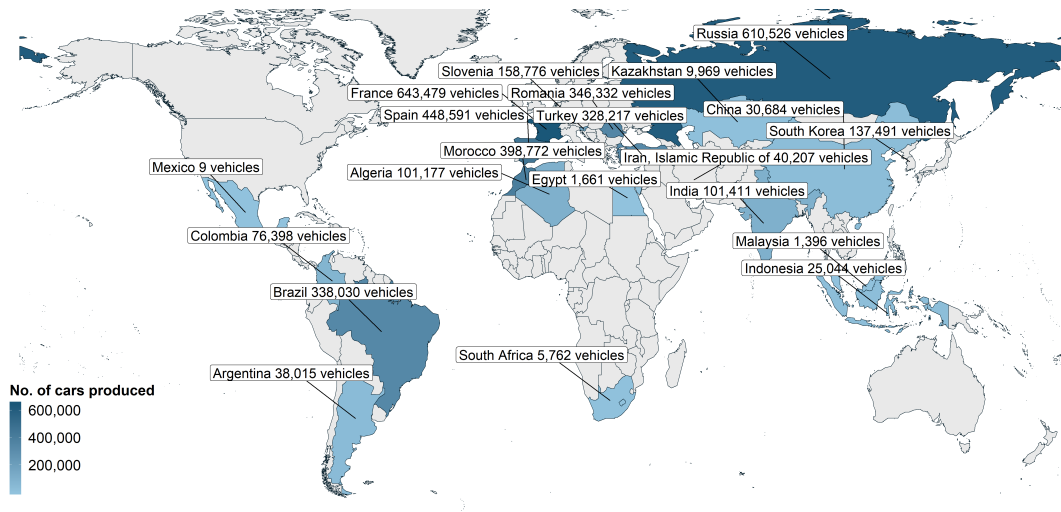 Russia 610,526 vehicles
Slovenia 158,776 vehicles
Kazakhstan 9,969 vehicles
France 643,479 vehicles
Romania 346,332 vehicles
China 30,684 vehicles
Spain 448,591 vehicles
Turkey 328,217 vehicles
South Korea 137,491 vehicles
Morocco 398,772 vehicles
Iran, Islamic Republic of 40,207 vehicles
Mexico 9 vehicles
Algeria 101,177 vehicles
Egypt 1,661 vehicles
India 101,411 vehicles
Colombia 76,398 vehicles
Malaysia 1,396 vehicles
Indonesia 25,044 vehicles
Brazil 338,030 vehicles
South Africa 5,762 vehicles
Argentina 38,015 vehicles
No. of cars produced
600,000
400,000
200,000